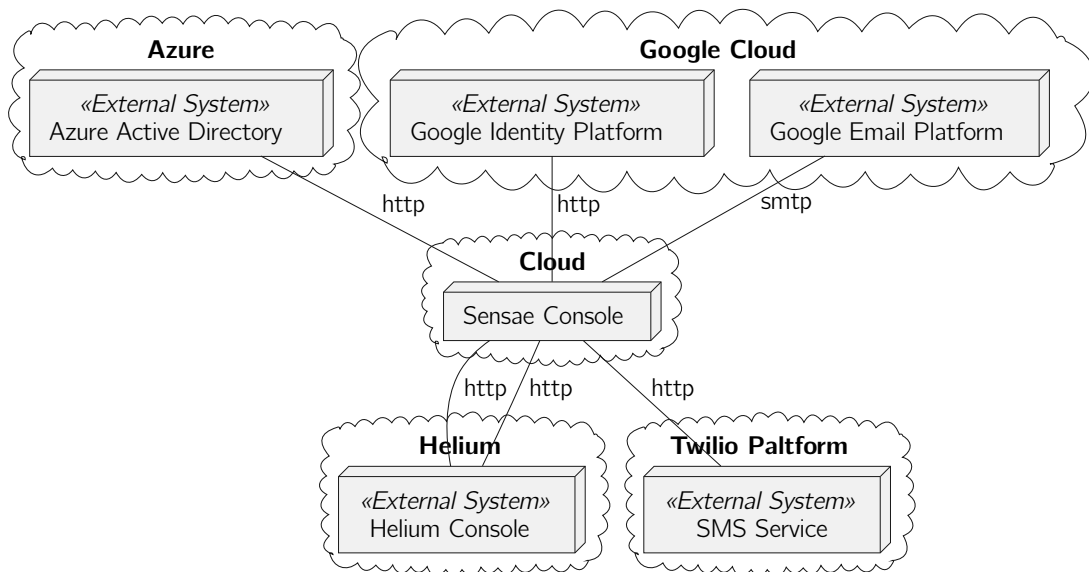 Azure
Google Cloud
«External System»
Azure Active Directory
«External System»
Google Identity Platform
«External System»
Google Email Platform
http
http
smtp
Cloud
Sensae Console
http
http
http
Helium
Twilio Paltform
«External System»
Helium Console
«External System»
SMS Service